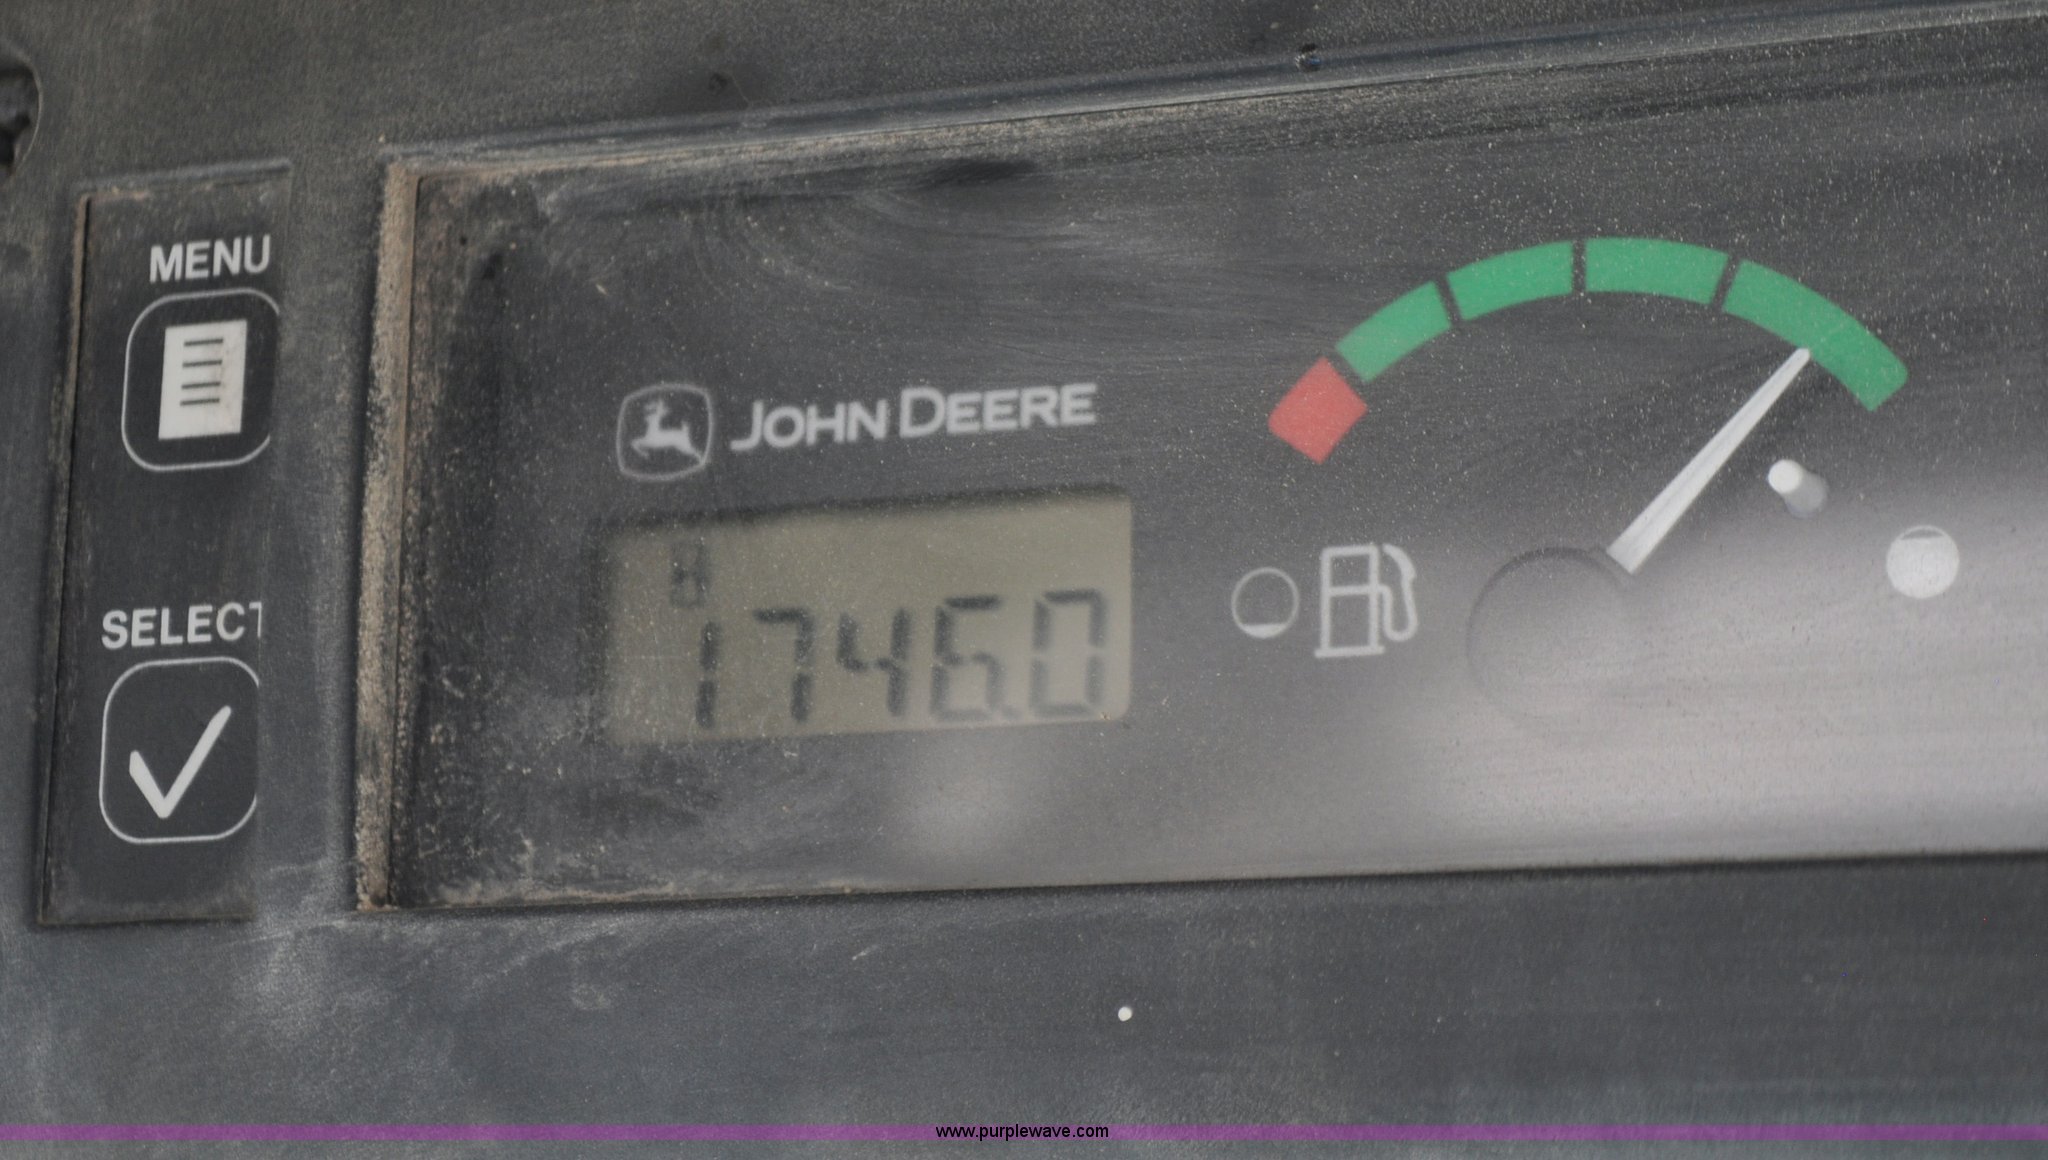 MENU
JOHN DEERE
H
1746.0
SELECT
www.purplewave.com